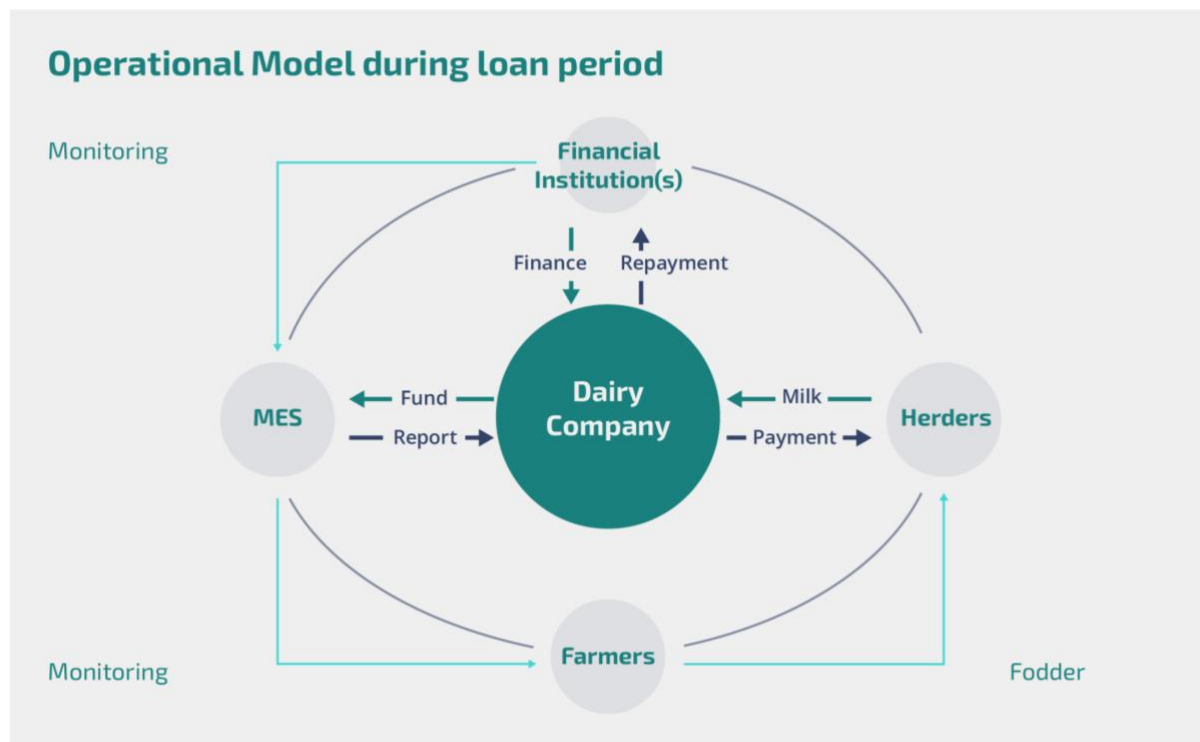 Operational Model during loan period
Monitoring
Financial
Institution(s)
Finance
Repayment
Dairy
Company
MES
Fund
Report
Milk
Payment
Herders
Farmers
Monitoring
Fodder